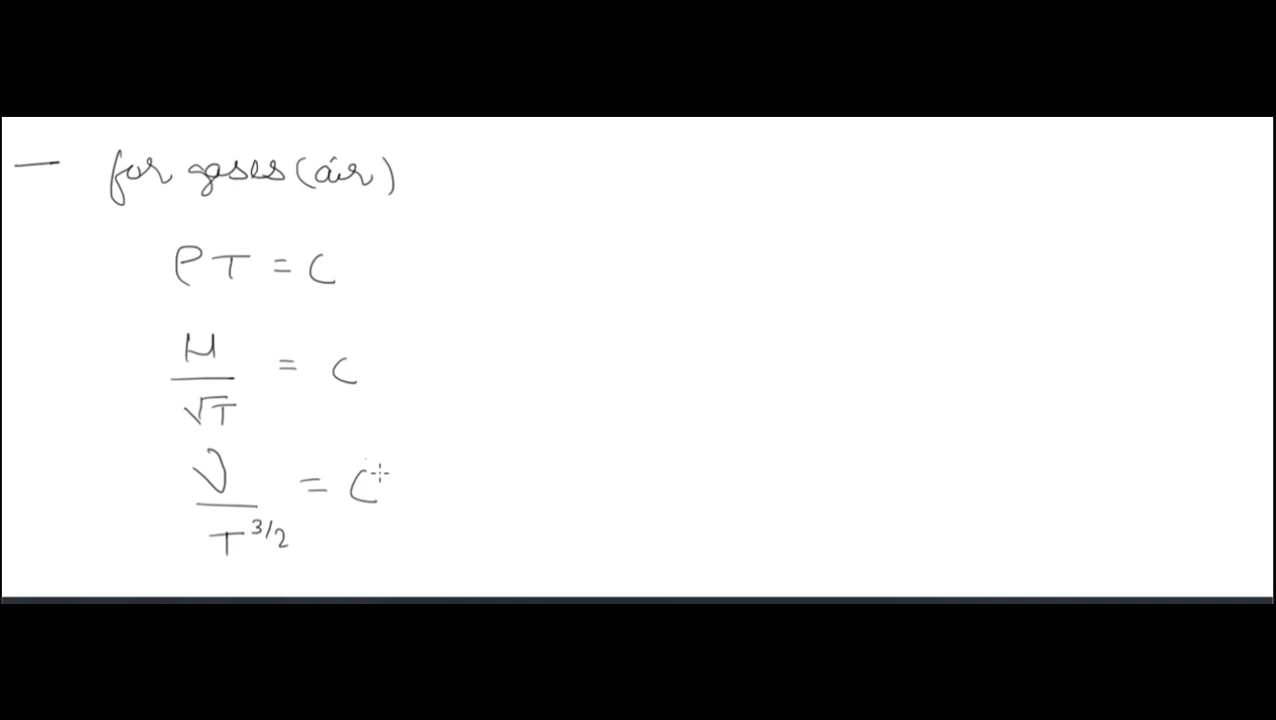 — for gases (air)
ρT = C
μ/√T = C
ν/T^3/2 = C